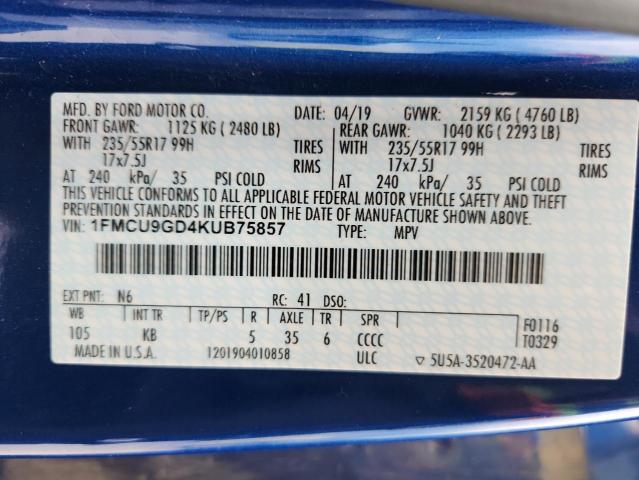 MFD. BY FORD MOTOR CO. DATE: 04/19 GVWR: 2159 KG (4760 LB)
FRONT GAWR: 1125 KG (2480 LB) REAR GAWR: 1040 KG (2293 LB)
WITH 235/55R17 99H TIRES WITH 235/55R17 99H TIRES
17x7.5J RIMS 17x7.5J RIMS
AT 240 kPa/ 35 PSI COLD AT 240 kPa/ 35 PSI COLD
THIS VEHICLE CONFORMS TO ALL APPLICABLE FEDERAL MOTOR VEHICLE SAFETY AND THEFT
PREVENTION STANDARDS IN EFFECT ON THE DATE OF MANUFACTURE SHOWN ABOVE.
VIN: 1FMCU9GD4KUB75857 TYPE: MPV
EXT PNT: N6 RC: 41 DSO:
WB INT TR TP/PS R AXLE TR SPR F0116
105 KB 5 35 6 CCCC T0329
MADE IN U.S.A. 1201904010858 ULC ▽ 5U5A-3520472-AA